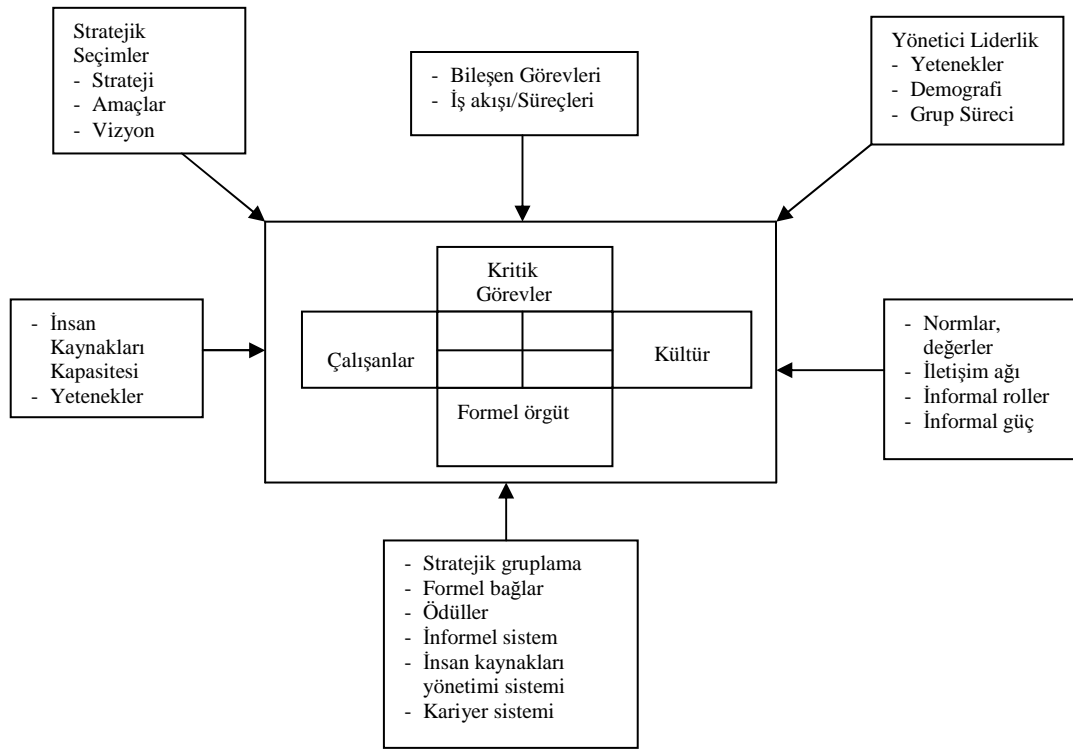 Stratejik
Seçimler
- Strateji
- Amaçlar
- Vizyon
- Bileşen Görevleri
- İş akışı/Süreçleri
Yönetici Liderlik
- Yetenekler
- Demografi
- Grup Süreci
- İnsan
Kaynakları
Kapasitesi
- Yetenekler
Kritik
Görevler
Çalışanlar
Kültür
Formel örgüt
- Normlar,
değerler
- İletişim ağı
- İnformal roller
- İnformal güç
- Stratejik gruplama
- Formel bağlar
- Ödüller
- İnformel sistem
- İnsan kaynakları
yönetimi sistemi
- Kariyer sistemi